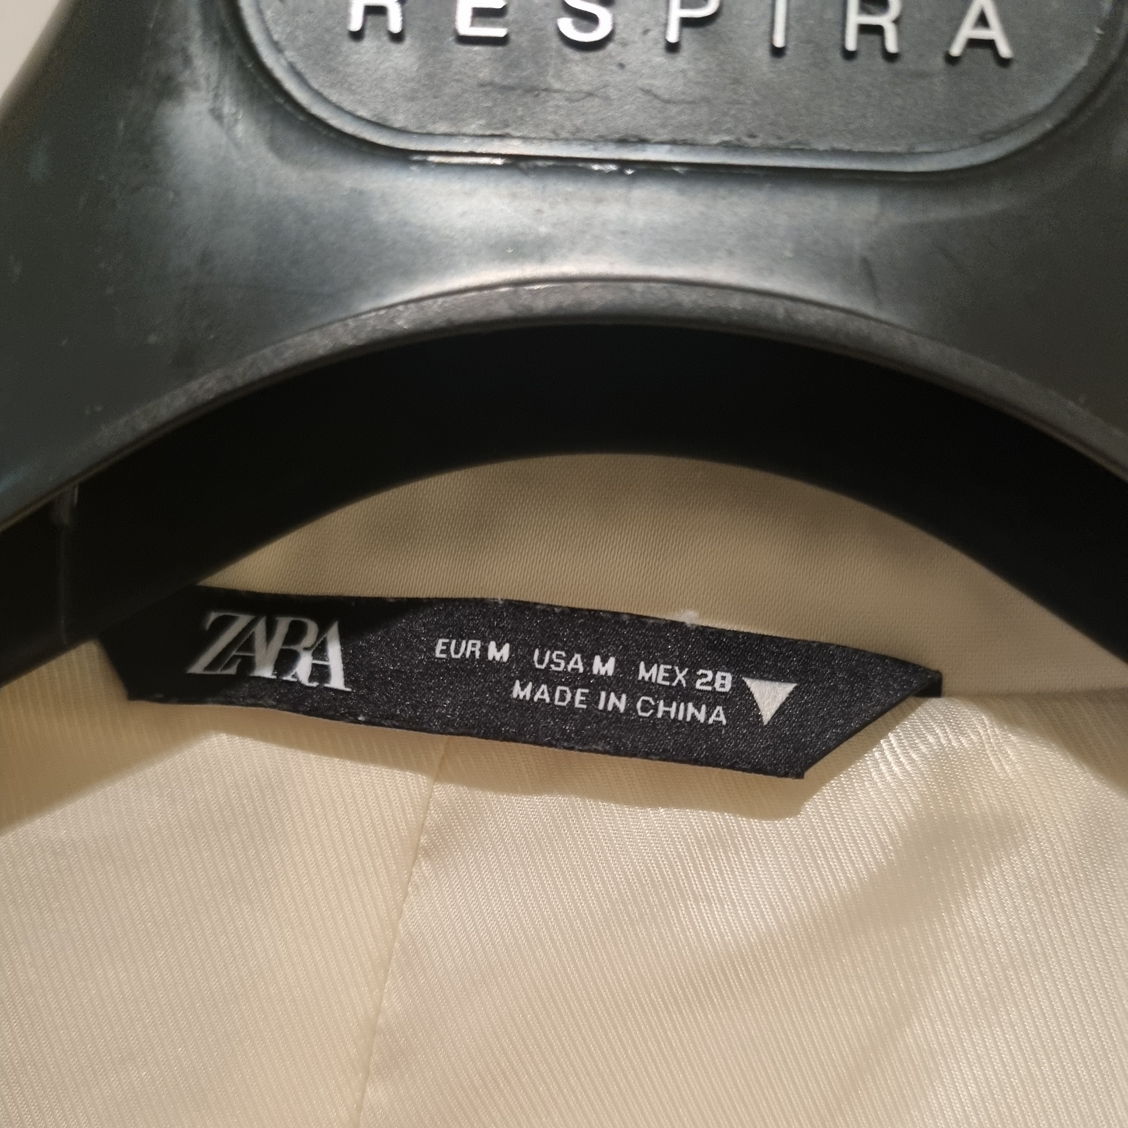 RESPIRA
ZARA
EUR M USA M MEX 28
MADE IN CHINA